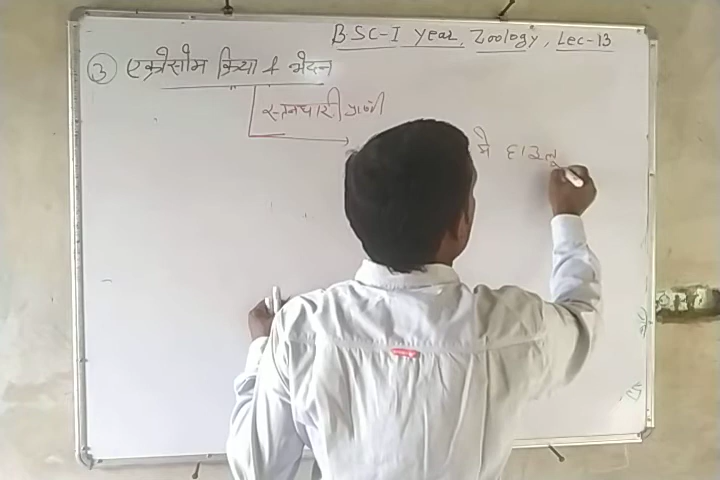 BSC-I Year, Zoology, Lec-13
③ एक्रोसोम क्रिया & भेदन
स्तनधारी प्राणी
मे हाइलू